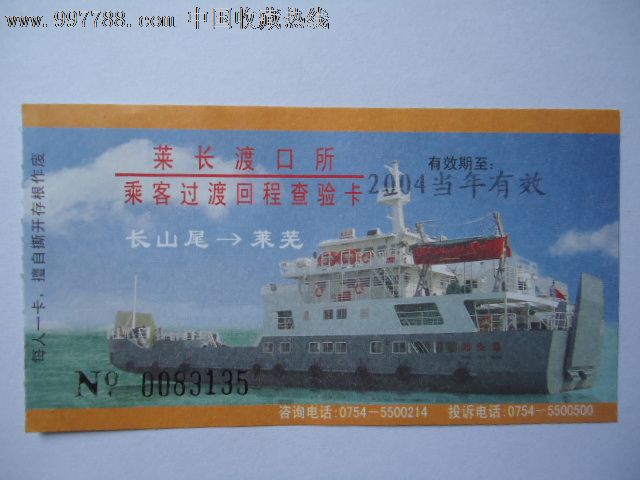 www.997788.com 中国收藏热线
莱长渡口所
乘客过渡回程查验卡
有效期至:
2004当年有效
长山尾→莱芜
每人一卡，擅自撕开存根作废
No. 0083135
咨询电话:0754-5500214 投诉电话:0754-5500500